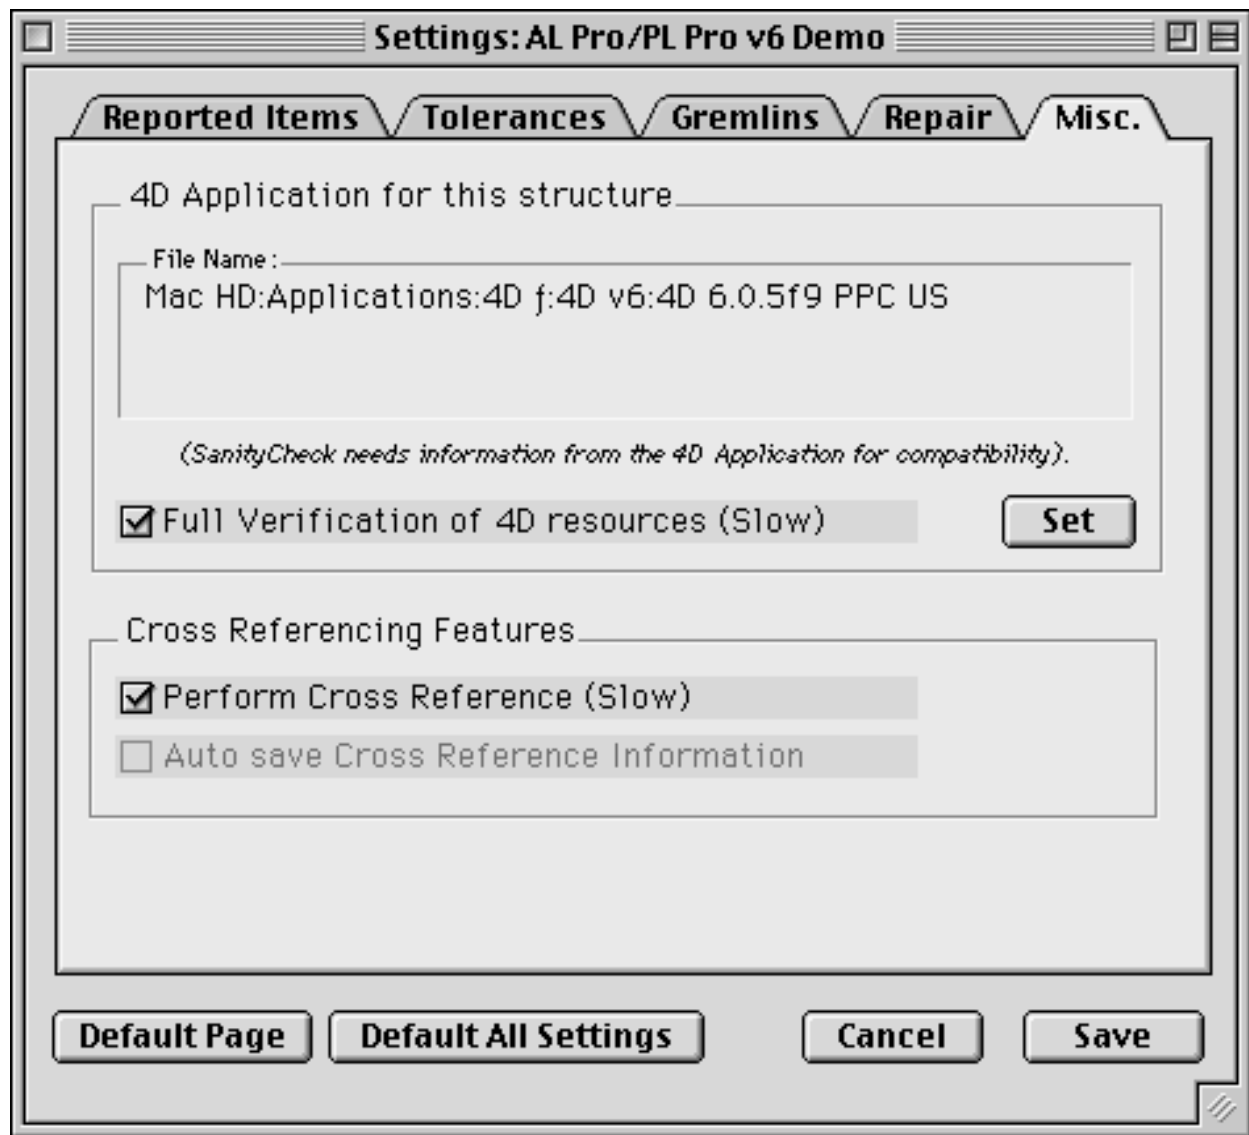 Settings: AL Pro/PL Pro v6 Demo
Reported Items Tolerances Gremlins Repair Misc.
4D Application for this structure
File Name:
Mac HD:Applications:4D ƒ:4D v6:4D 6.0.5f9 PPC US
(SanityCheck needs information from the 4D Application for compatibility).
Full Verification of 4D resources (Slow) Set
Cross Referencing Features
Perform Cross Reference (Slow)
Auto save Cross Reference Information
Default Page Default All Settings Cancel Save